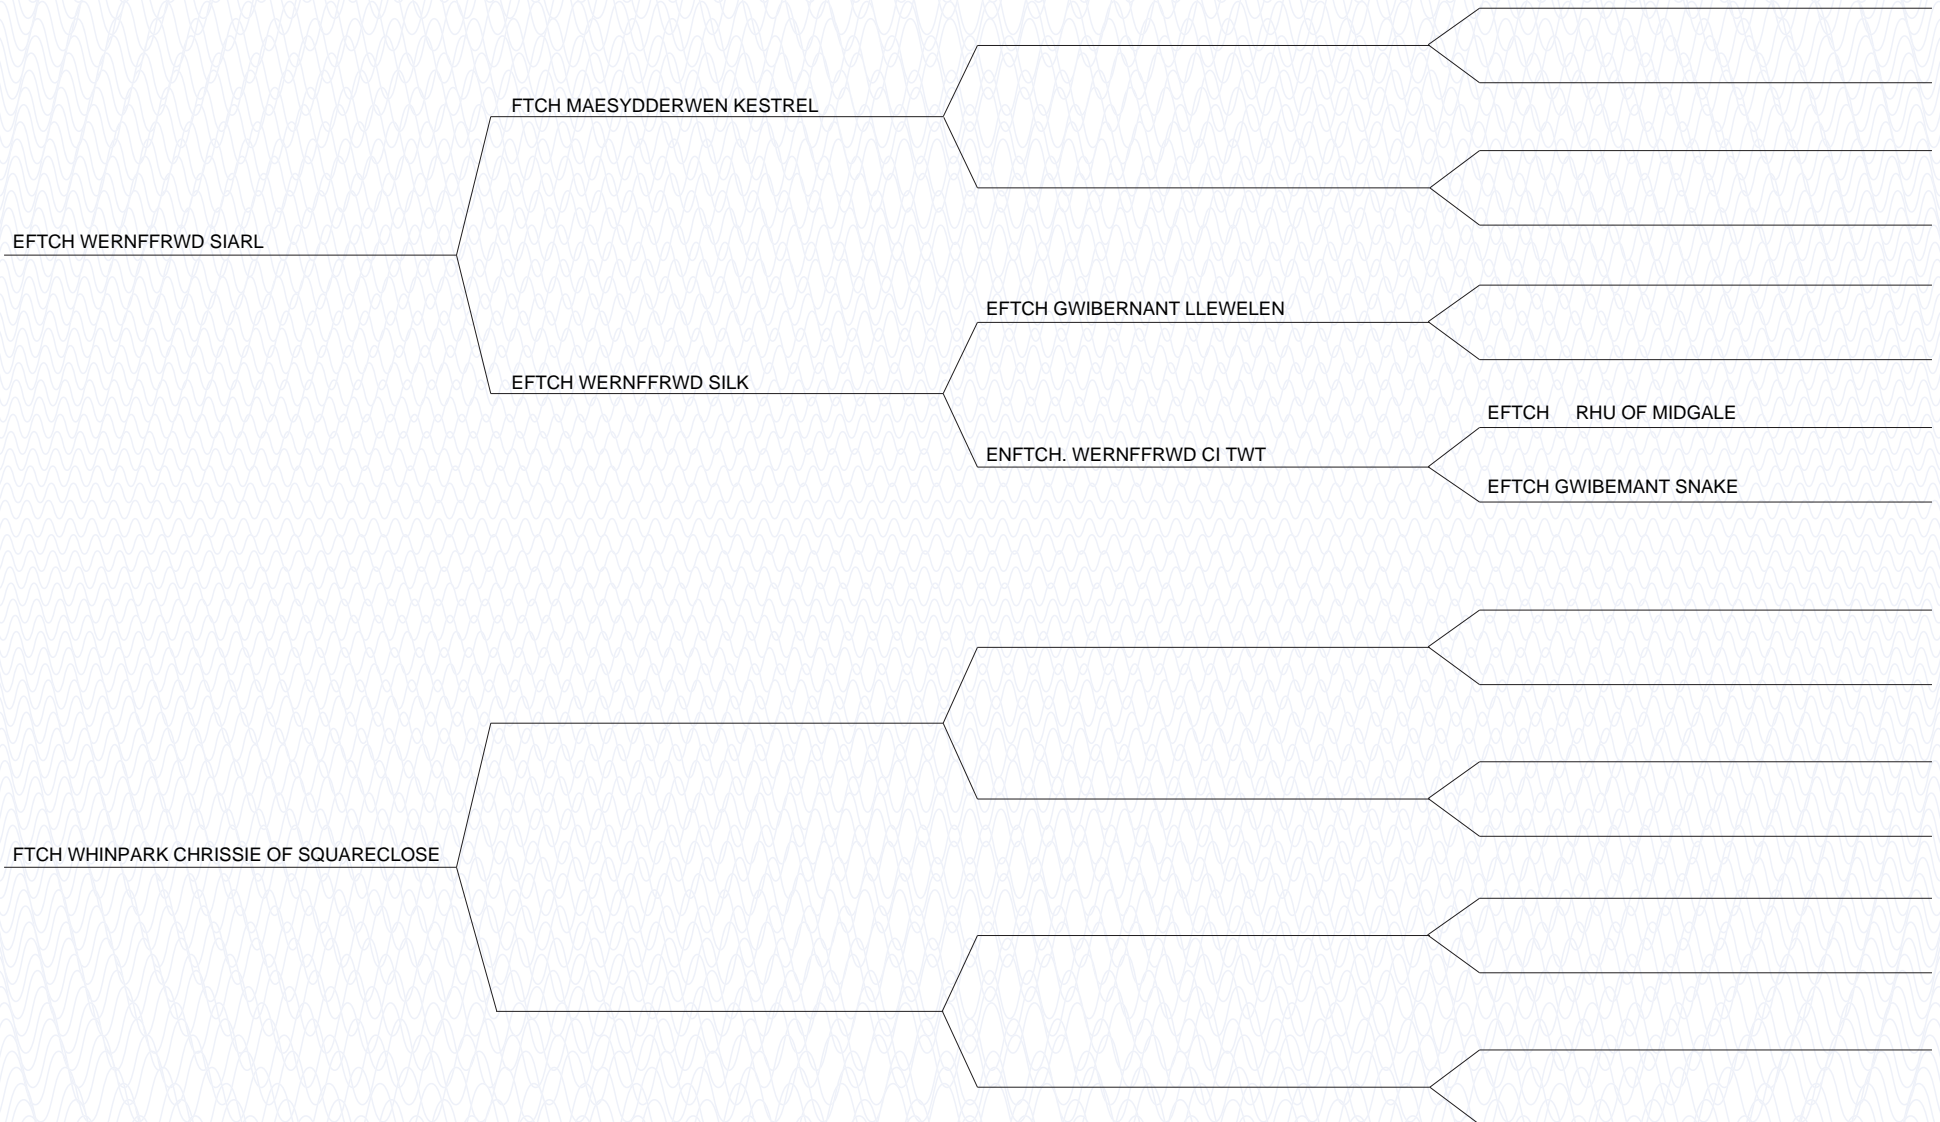 FTCH MAESYDDERWEN KESTREL
EFTCH WERNFFRWD SIARL
EFTCH GWIBERNANT LLEWELEN
EFTCH WERNFFRWD SILK
EFTCH RHU OF MIDGALE
ENFTCH. WERNFFRWD CI TWT
EFTCH GWIBEMANT SNAKE
FTCH WHINPARK CHRISSIE OF SQUARECLOSE